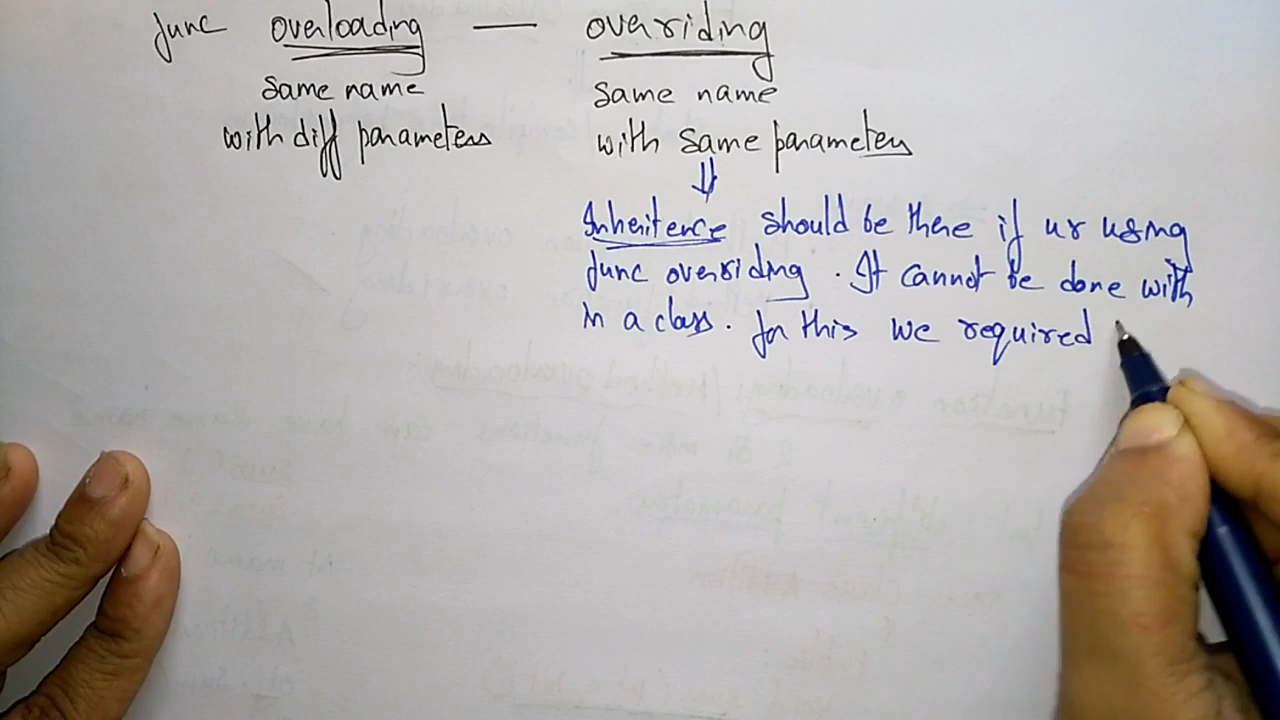 func overloading — overiding
same name same name
with diff parameters with same parameters
⇓
Inheritence should be there if ur using
func overriding. It cannot be done with
in a class. for this we required